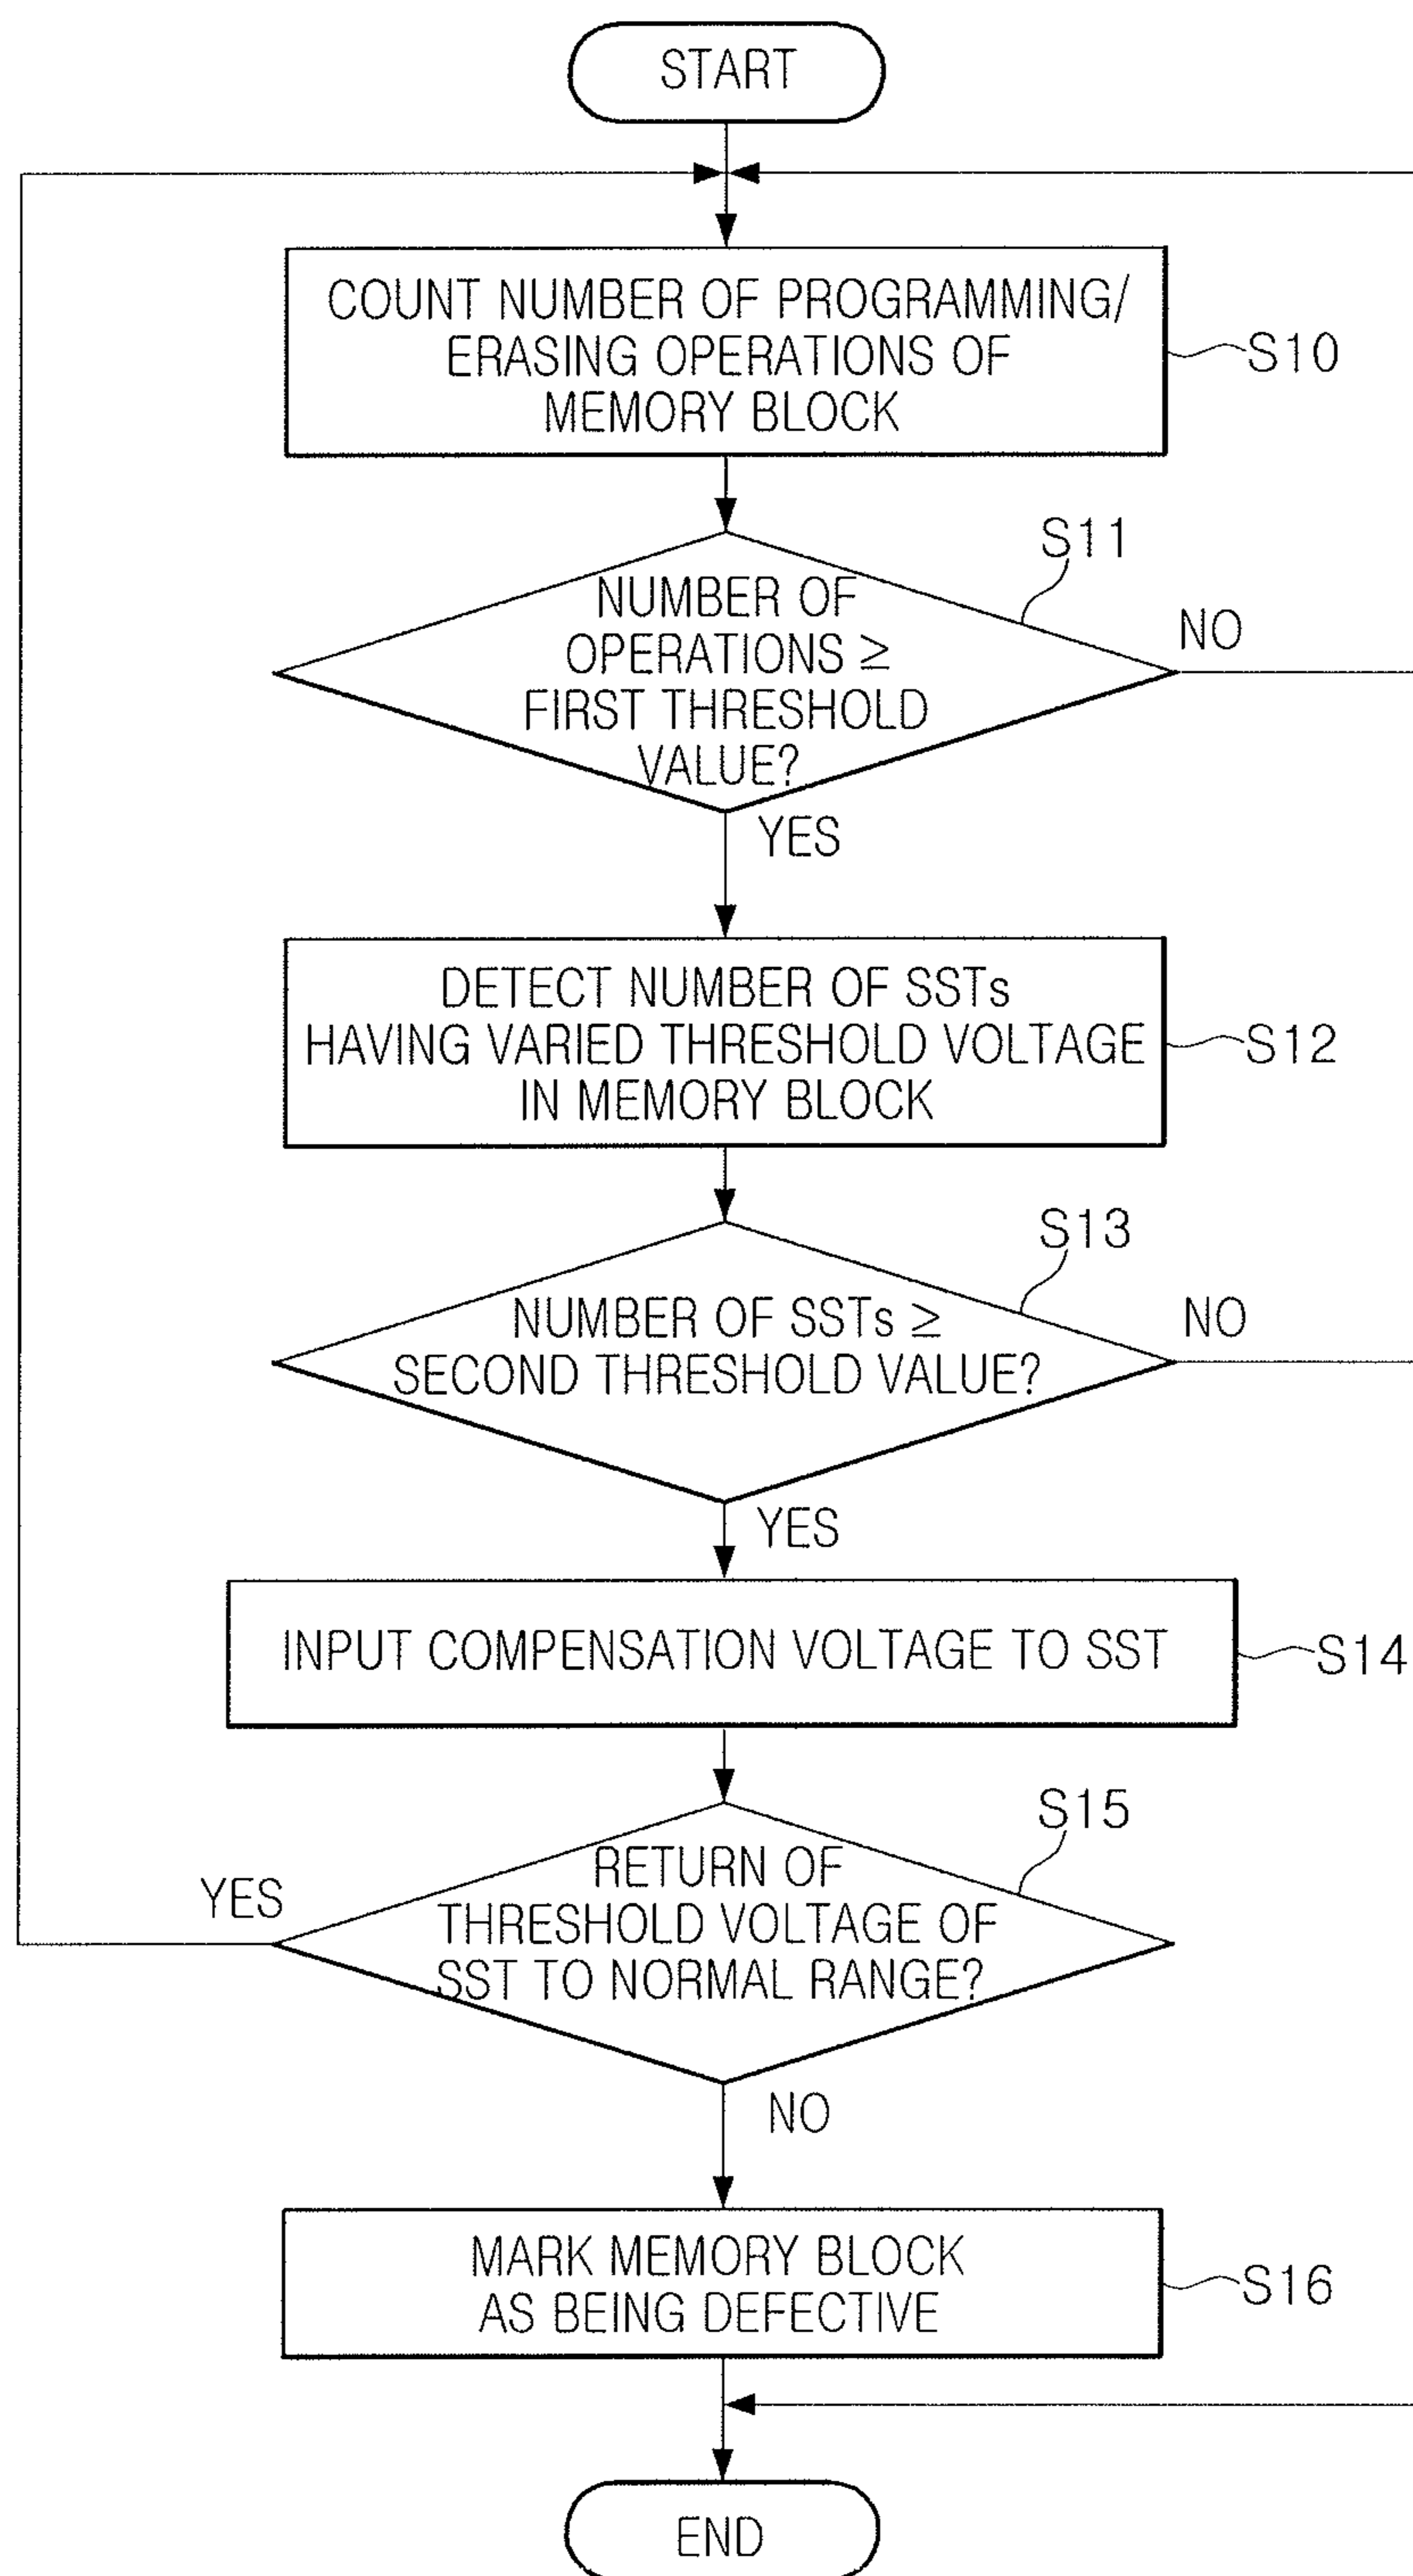 START
COUNT NUMBER OF PROGRAMMING/
ERASING OPERATIONS OF
MEMORY BLOCK
S10
S11
NUMBER OF
OPERATIONS ≥
FIRST THRESHOLD
VALUE?
NO
YES
DETECT NUMBER OF SSTs
HAVING VARIED THRESHOLD VOLTAGE
IN MEMORY BLOCK
S12
S13
NUMBER OF SSTs ≥
SECOND THRESHOLD VALUE?
NO
YES
INPUT COMPENSATION VOLTAGE TO SST
S14
S15
RETURN OF
THRESHOLD VOLTAGE OF
SST TO NORMAL RANGE?
YES
NO
MARK MEMORY BLOCK
AS BEING DEFECTIVE
S16
END